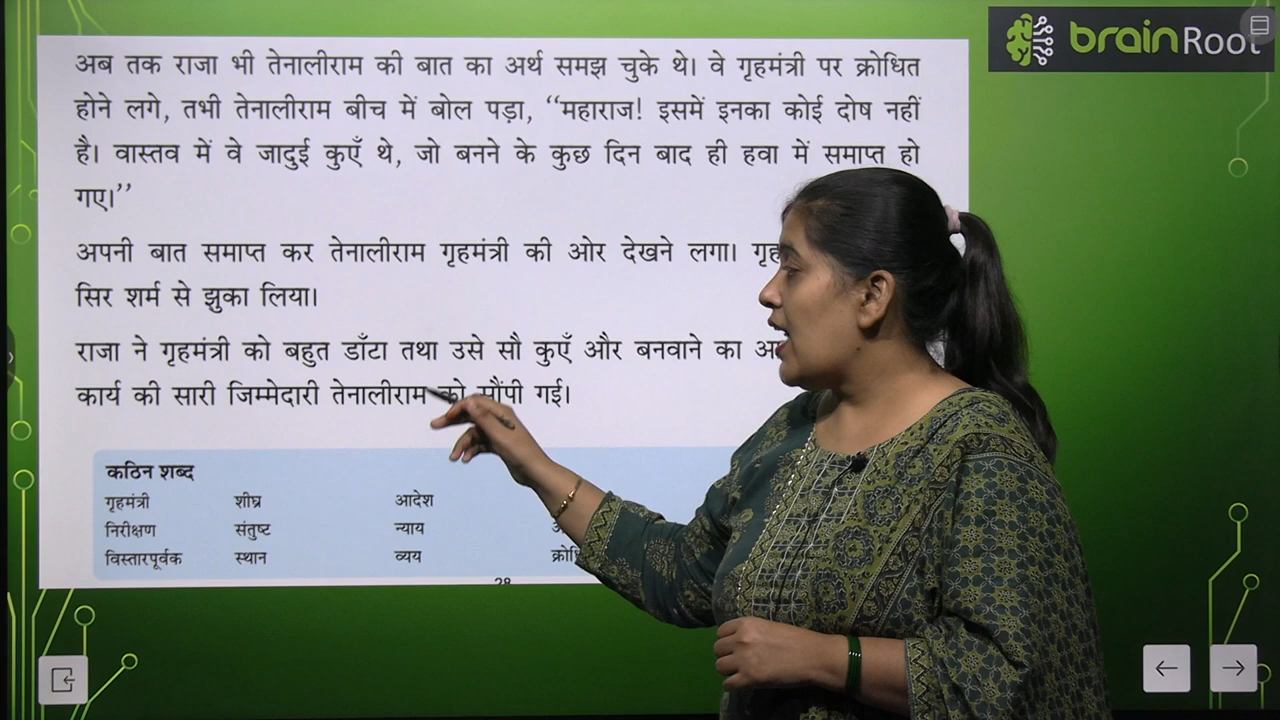 brainRoot
अब तक राजा भी तेनालीराम की बात का अर्थ समझ चुके थे। वे गृहमंत्री पर क्रोधित
होने लगे, तभी तेनालीराम बीच में बोल पड़ा, ‘‘महाराज! इसमें इनका कोई दोष नहीं
है। वास्तव में वे जादुई कुएँ थे, जो बनने के कुछ दिन बाद ही हवा में समाप्त हो
गए।’’
अपनी बात समाप्त कर तेनालीराम गृहमंत्री की ओर देखने लगा।
सिर शर्म से झुका लिया।
राजा ने गृहमंत्री को बहुत डाँटा तथा उसे सौ कुएँ और बनवाने का
कार्य की सारी जिम्मेदारी तेनालीराम को सौंपी गई।
कठिन शब्द
गृहमंत्री शीघ्र आदेश
निरीक्षण संतुष्ट न्याय
विस्तारपूर्वक स्थान व्यय
28